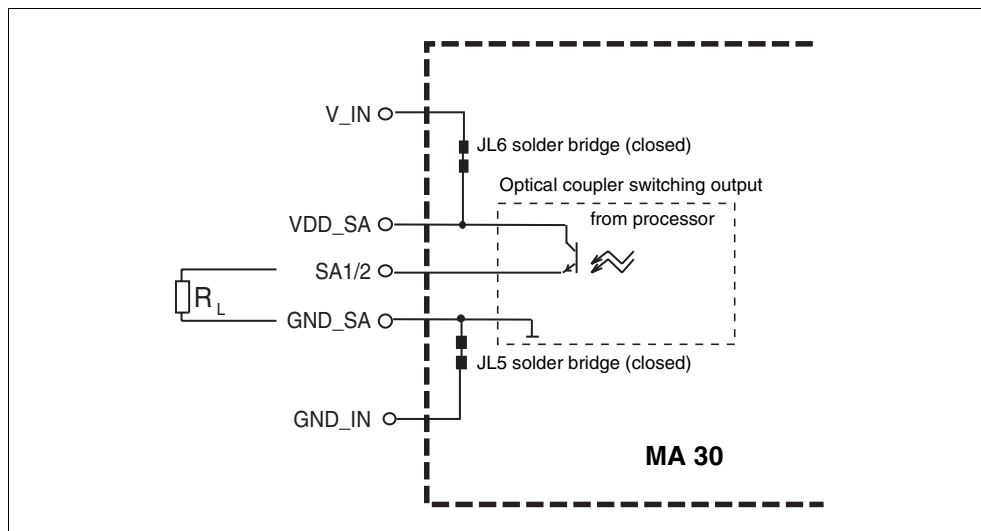 V_IN
JL6 solder bridge (closed)
Optical coupler switching output
VDD_SA
from processor
SA1/2
RL
GND_SA
JL5 solder bridge (closed)
GND_IN
MA 30